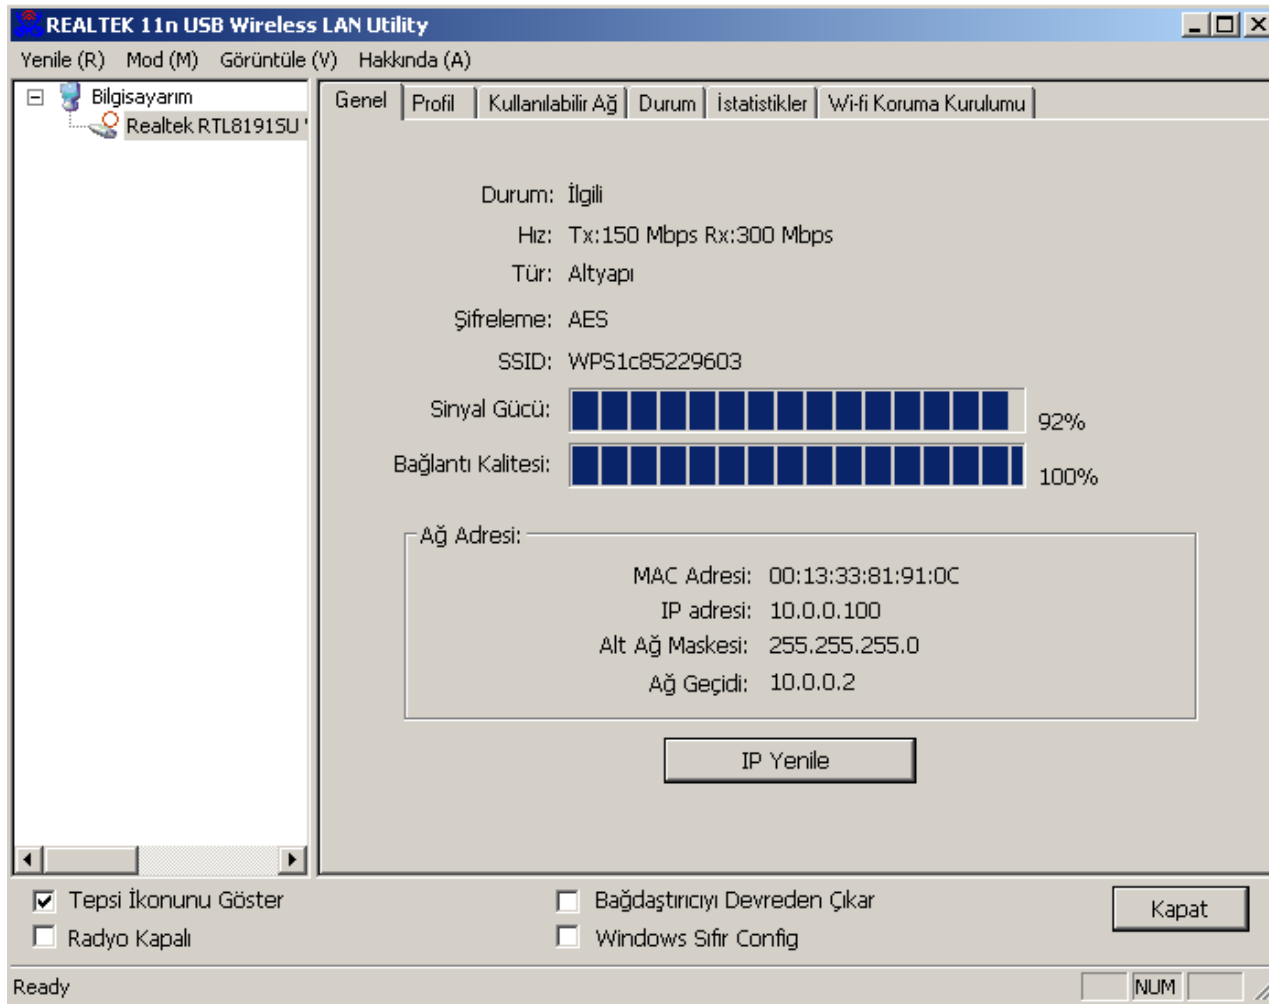 REALTEK 11n USB Wireless LAN Utility
Yenile (R) Mod (M) Görüntüle (V) Hakkında (A)
Bilgisayarım
Realtek RTL8191SU '
Genel Profil Kullanılabilir Ağ Durum İstatistikler Wi-fi Koruma Kurulumu
Durum: İlgili
Hız: Tx:150 Mbps Rx:300 Mbps
Tür: Altyapı
Şifreleme: AES
SSID: WPS1c85229603
Sinyal Gücü: 92%
Bağlantı Kalitesi: 100%
Ağ Adresi:
MAC Adresi: 00:13:33:81:91:0C
IP adresi: 10.0.0.100
Alt Ağ Maskesi: 255.255.255.0
Ağ Geçidi: 10.0.0.2
IP Yenile
Tepsi İkonunu Göster Bağdaştırıcıyı Devreden Çıkar
Kapat
Radyo Kapalı Windows Sıfır Config
Ready NUM